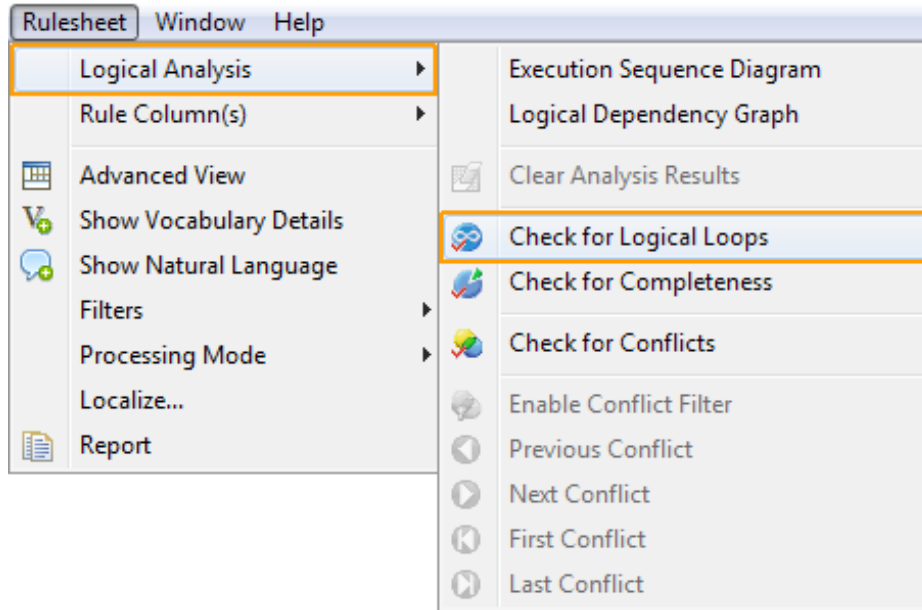 Rulesheet Window Help
Logical Analysis
Rule Column(s)
Advanced View
Show Vocabulary Details
Show Natural Language
Filters
Processing Mode
Localize...
Report
Execution Sequence Diagram
Logical Dependency Graph
Clear Analysis Results
Check for Logical Loops
Check for Completeness
Check for Conflicts
Enable Conflict Filter
Previous Conflict
Next Conflict
First Conflict
Last Conflict